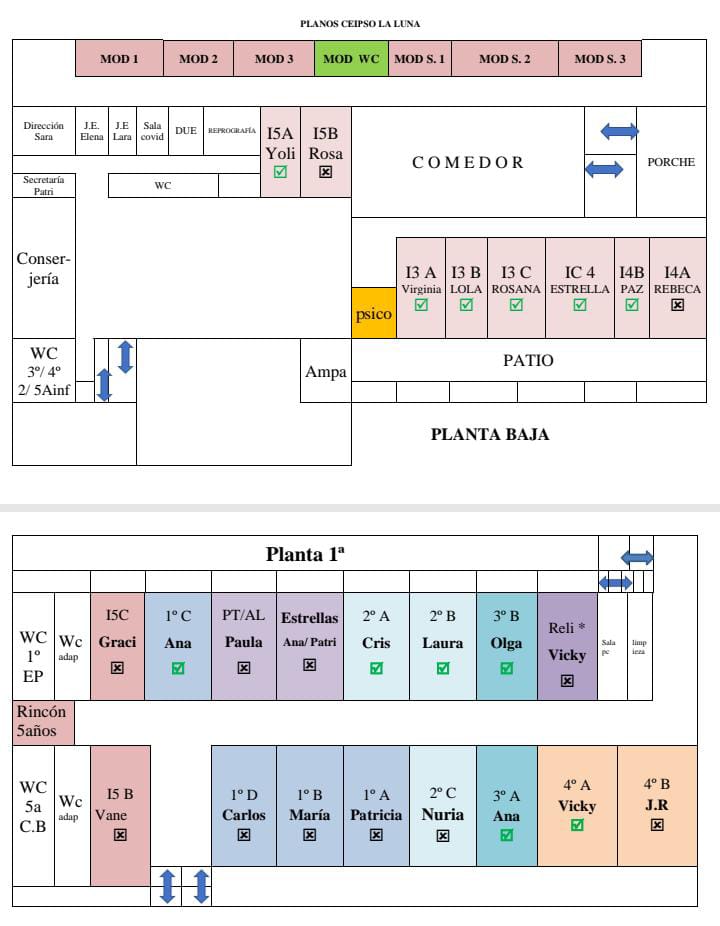 PLANOS CEIPSO LA LUNA
MOD 1 MOD 2 MOD 3 MOD WC MOD S. 1 MOD S. 2 MOD S. 3
Dirección
Sara
J.E.
Elena
J.E
Lara
Sala
covid
DUE
REPROGRAFÍA
I5A
Yoli
I5B
Rosa
COMEDOR
PORCHE
Secretaría
Patri
WC
Conser-
jería
I3 A
Virginia
I3 B
LOLA
I3 C
ROSANA
IC 4
ESTRELLA
I4B
PAZ
I4A
REBECA
psico
WC
3º/ 4º
2/ 5Ainf
Ampa
PATIO
PLANTA BAJA
Planta 1ª
WC
1º
EP
Wc
adap
I5C
Graci
1º C
Ana
PT/AL
Paula
Estrellas
Ana/ Patri
2º A
Cris
2º B
Laura
3º B
Olga
Reli *
Vicky
Sala
pc
limp
ieza
Rincón
5años
WC
5a
C.B
Wc
adap
I5 B
Vane
1º D
Carlos
1º B
María
1º A
Patricia
2º C
Nuria
3º A
Ana
4º A
Vicky
4º B
J.R